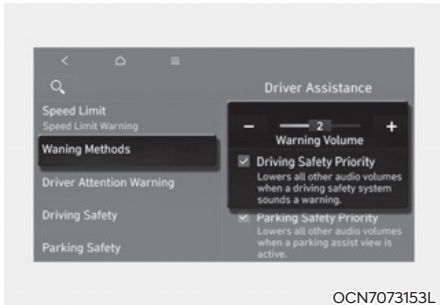 Driver Assistance
Speed Limit
Speed Limit Warning
Waning Methods
Driver Attention Warning
Driving Safety
Parking Safety
− 2 +
Warning Volume
Driving Safety Priority
Lowers all other audio volumes
when a driving safety system
sounds a warning.
Parking Safety Priority
Lowers all other audio volumes
when a parking assist view is
active.
OCN7073153L